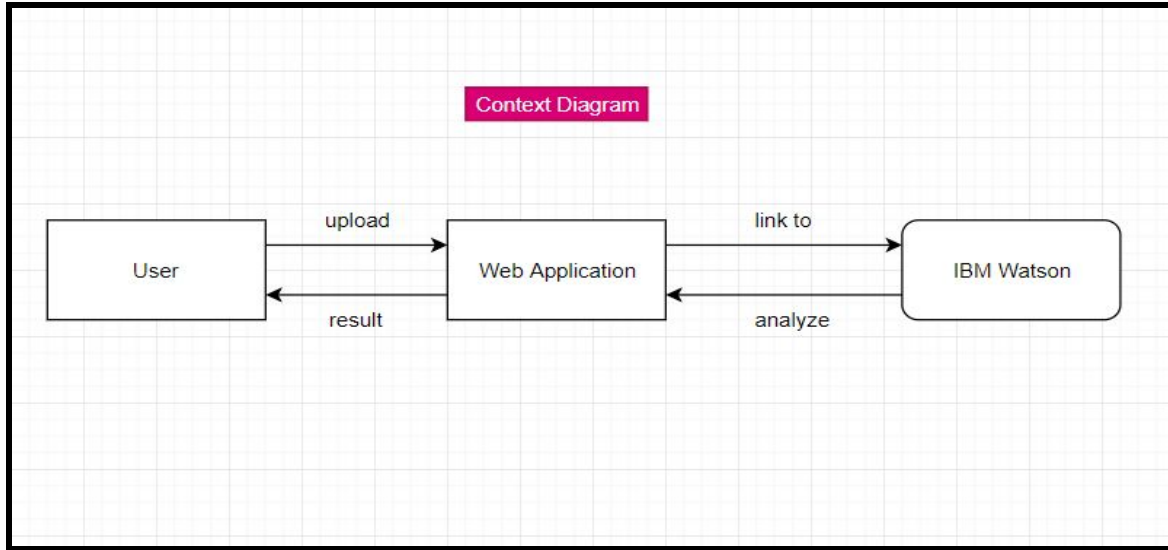 Context Diagram
upload
link to
User
Web Application
IBM Watson
result
analyze